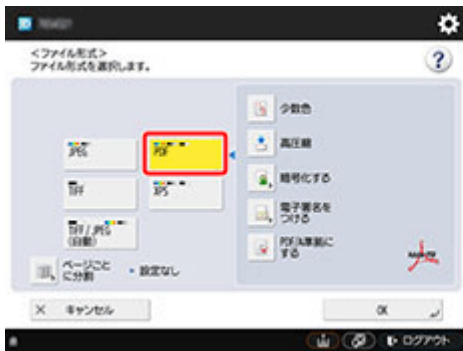 <ファイル形式>
ファイル形式を選択します。
?
JPEG
PDF
TIFF
XPS
TIFF / JPEG
(自動)
ページごと
に分割
設定なし
少数色
高圧縮
暗号化する
電子署名を
つける
PDF/A準拠に
する
× キャンセル
OK
ログアウト